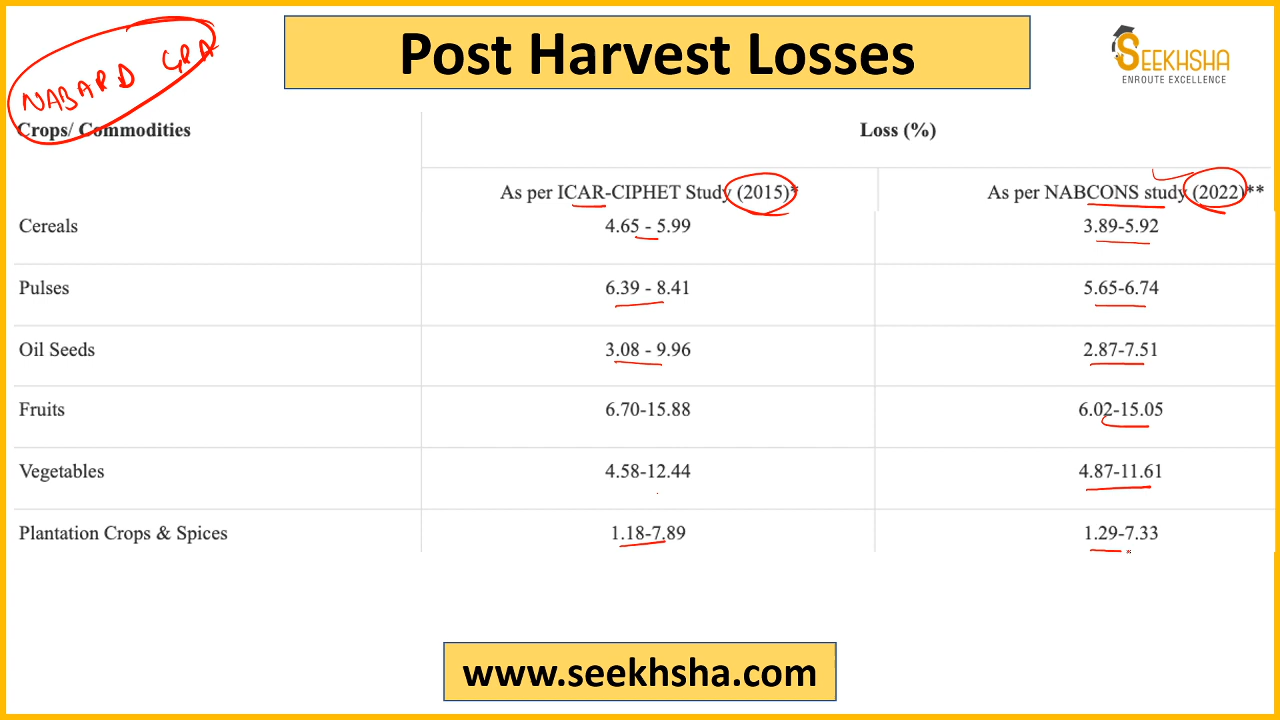 Post Harvest Losses
NABARD GRA
SEEKHSHA
ENROUTE EXCELLENCE
Crops/ Commodities
Loss (%)
As per ICAR-CIPHET Study (2015)*
As per NABCONS study (2022)**
Cereals
4.65 - 5.99
3.89-5.92
Pulses
6.39 - 8.41
5.65-6.74
Oil Seeds
3.08 - 9.96
2.87-7.51
Fruits
6.70-15.88
6.02-15.05
Vegetables
4.58-12.44
4.87-11.61
Plantation Crops & Spices
1.18-7.89
1.29-7.33
www.seekhsha.com